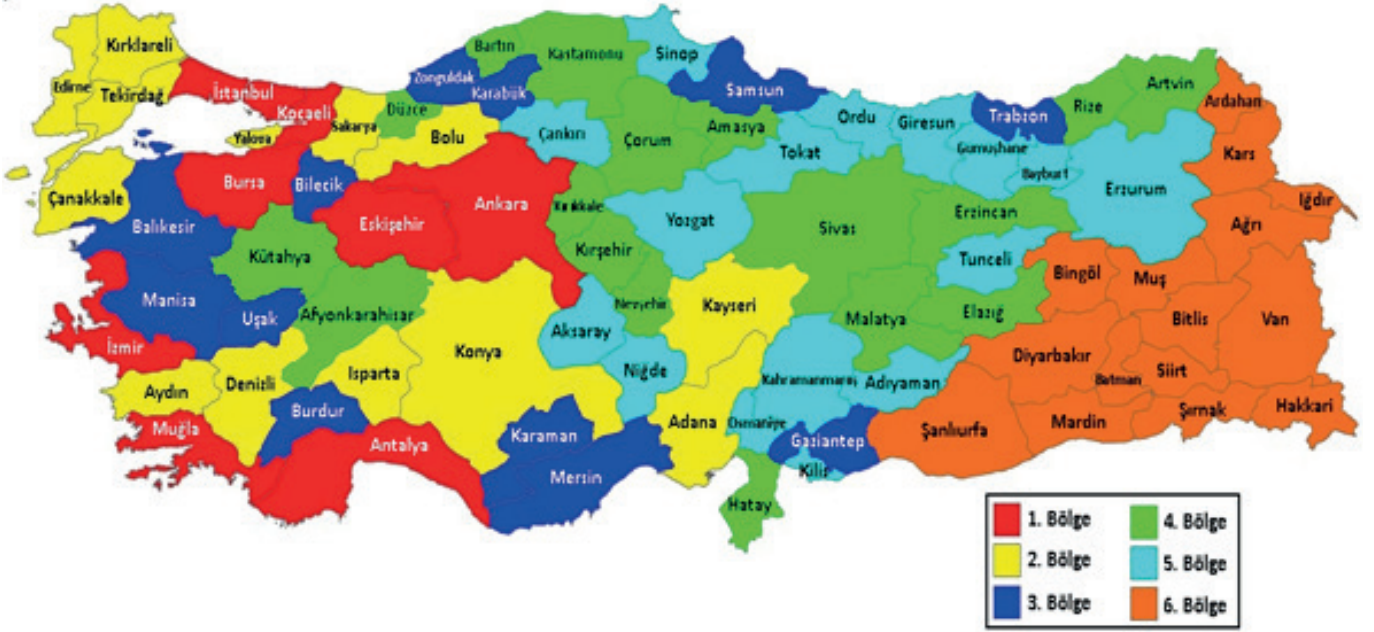 Kırklareli
Edirne
Tekirdağ
İstanbul
Kocaeli
Yalova
Sakarya
Düzce
Bolu
Zonguldak
Karabük
Bartın
Kastamonu
Sinop
Samsun
Çankırı
Çorum
Amasya
Tokat
Ordu
Giresun
Trabzon
Gümüşhane
Bayburt
Rize
Artvin
Ardahan
Kars
Iğdır
Ağrı
Erzurum
Erzincan
Tunceli
Sivas
Yozgat
Kırıkkale
Kırşehir
Nevşehir
Ankara
Eskişehir
Bilecik
Bursa
Çanakkale
Balıkesir
Kütahya
Manisa
Uşak
Afyonkarahisar
İzmir
Aydın
Denizli
Muğla
Burdur
Isparta
Antalya
Konya
Aksaray
Niğde
Kayseri
Karaman
Mersin
Adana
Osmaniye
Kahramanmaraş
Adıyaman
Malatya
Elazığ
Bingöl
Muş
Bitlis
Van
Diyarbakır
Batman
Siirt
Şırnak
Hakkari
Mardin
Şanlıurfa
Gaziantep
Kilis
Hatay
1. Bölge
2. Bölge
3. Bölge
4. Bölge
5. Bölge
6. Bölge